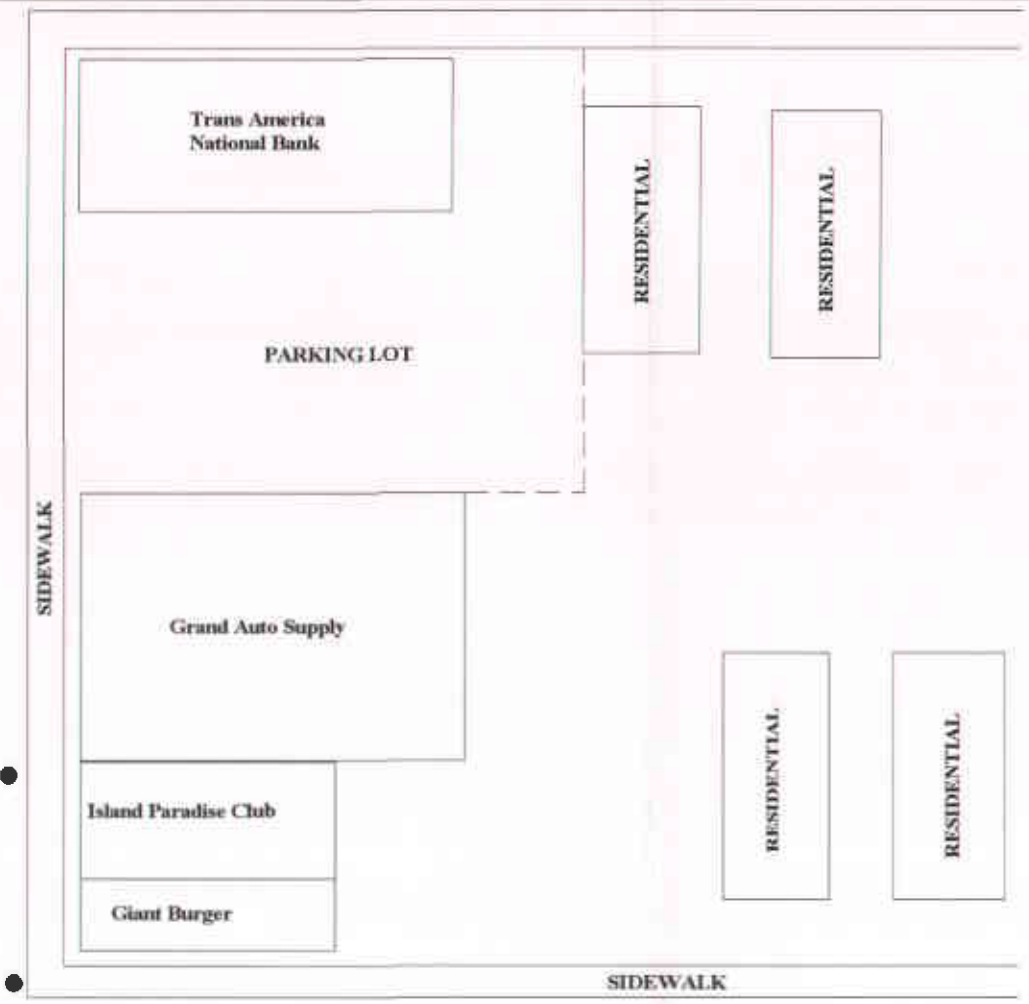 Trans America
National Bank
RESIDENTIAL
RESIDENTIAL
PARKING LOT
SIDEWALK
Grand Auto Supply
RESIDENTIAL
RESIDENTIAL
Island Paradise Club
Giant Burger
SIDEWALK